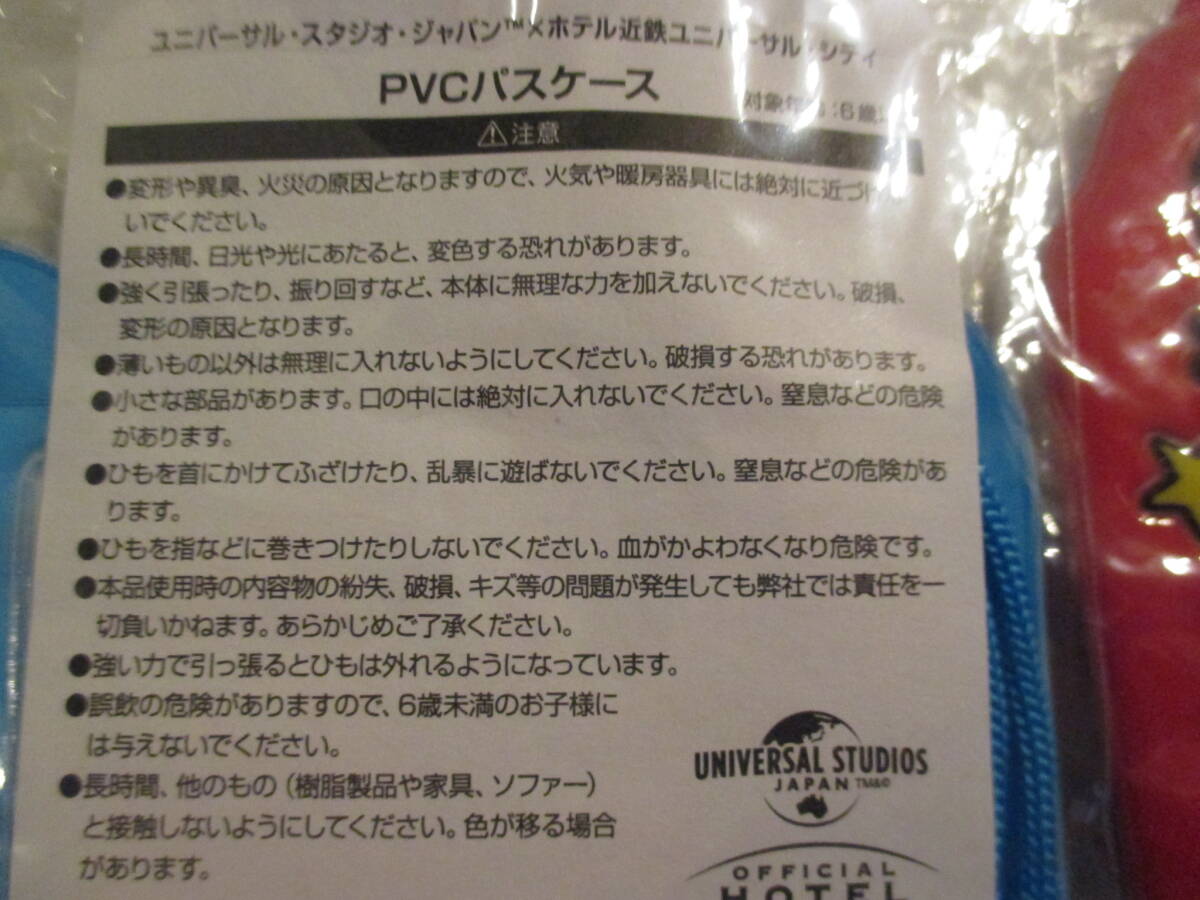 ユニバーサル・スタジオ・ジャパン™×ホテル近鉄ユニバーサル・シティ
PVCパスケース
対象年齢:6歳
⚠注意
●変形や異臭、火災の原因となりますので、火気や暖房器具には絶対に近づけ
いでください。
●長時間、日光や光にあたると、変色する恐れがあります。
●強く引張ったり、振り回すなど、本体に無理な力を加えないでください。破損、
変形の原因となります。
●薄いもの以外は無理に入れないようにしてください。破損する恐れがあります。
●小さな部品があります。口の中には絶対に入れないでください。窒息などの危険
があります。
●ひもを首にかけてふざけたり、乱暴に遊ばないでください。窒息などの危険があ
ります。
●ひもを指などに巻きつけたりしないでください。血がかよわなくなり危険です。
●本品使用時の内容物の紛失、破損、キズ等の問題が発生しても弊社では責任を一
切負いかねます。あらかじめご了承ください。
●強い力で引っ張るとひもは外れるようになっています。
●誤飲の危険がありますので、6歳未満のお子様に
は与えないでください。
●長時間、他のもの（樹脂製品や家具、ソファー）
と接触しないようにしてください。色が移る場合
があります。
UNIVERSAL STUDIOS
JAPAN TM&©
OFFICIAL
HOTEL